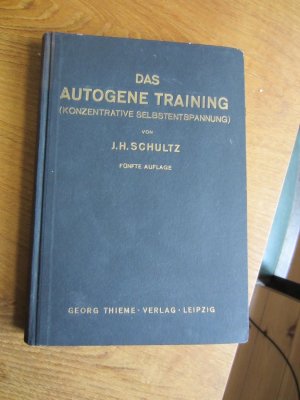 DAS
AUTOGENE TRAINING
(KONZENTRATIVE SELBSTENTSPANNUNG)
VON
J.H.SCHULTZ
FÜNFTE AUFLAGE
GEORG THIEME · VERLAG · LEIPZIG